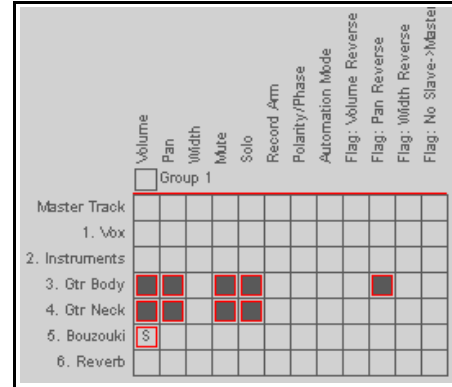 Volume
Pan
Width
Mute
Solo
Record Arm
Polarity/Phase
Automation Mode
Flag: Volume Reverse
Flag: Pan Reverse
Flag: Width Reverse
Flag: No Slave->Master
Group 1
Master Track
1. Vox
2. Instruments
3. Gtr Body
4. Gtr Neck
5. Bouzouki S
6. Reverb